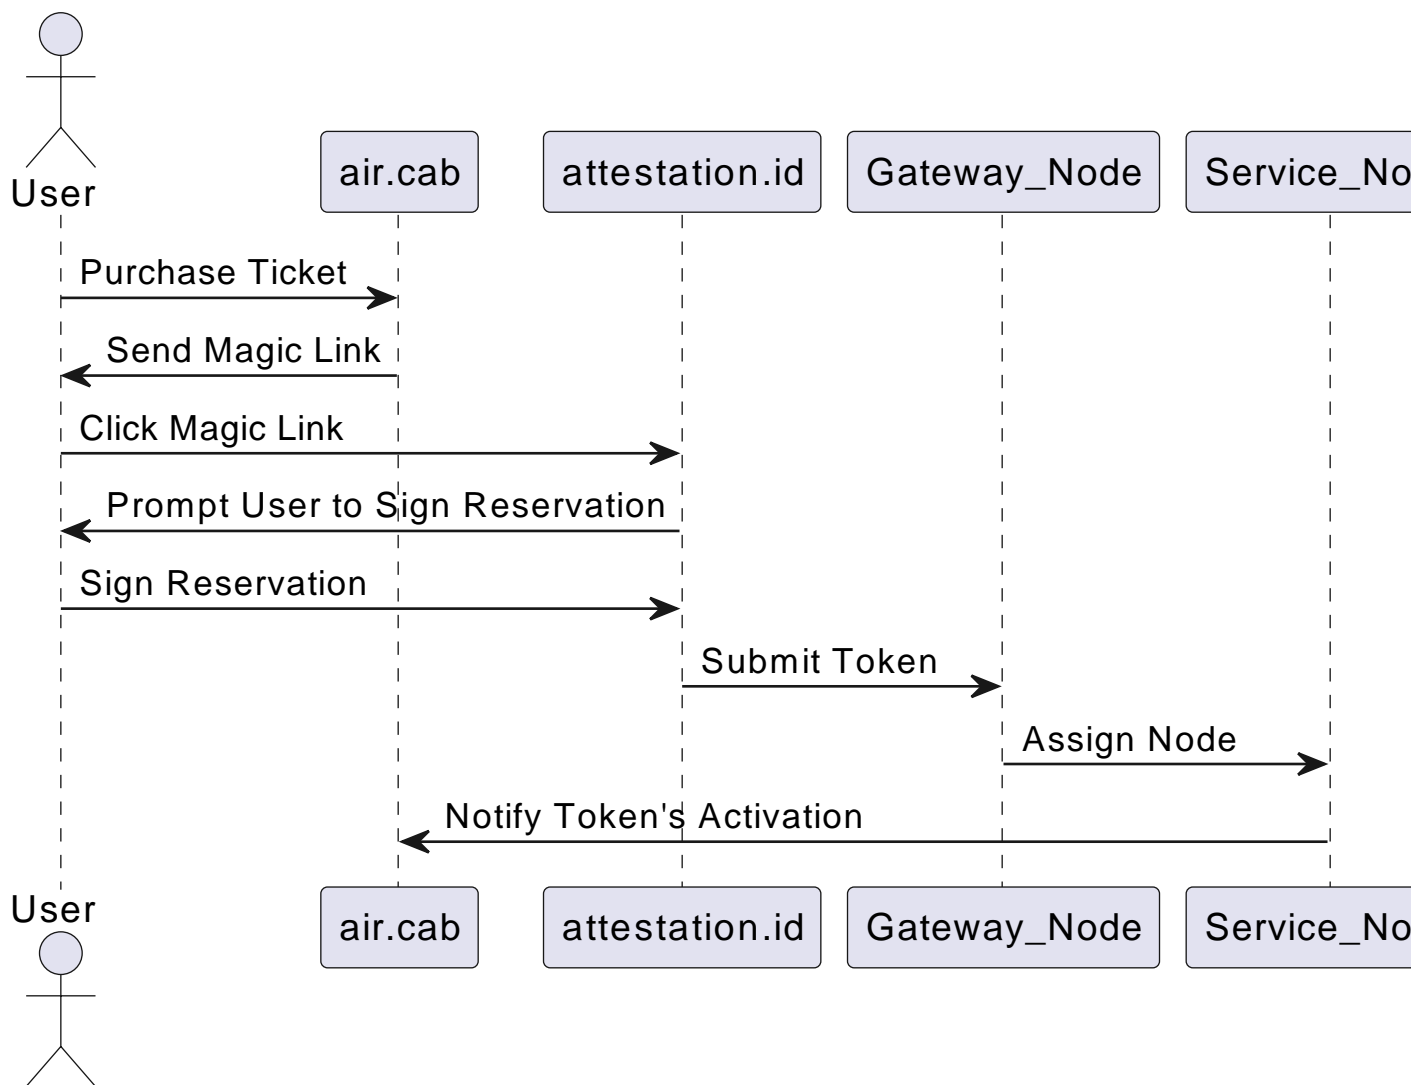 User
air.cab
attestation.id
Gateway_Node
Service_No
Purchase Ticket
Send Magic Link
Click Magic Link
Prompt User to Sign Reservation
Sign Reservation
Submit Token
Assign Node
Notify Token's Activation
User
air.cab
attestation.id
Gateway_Node
Service_No